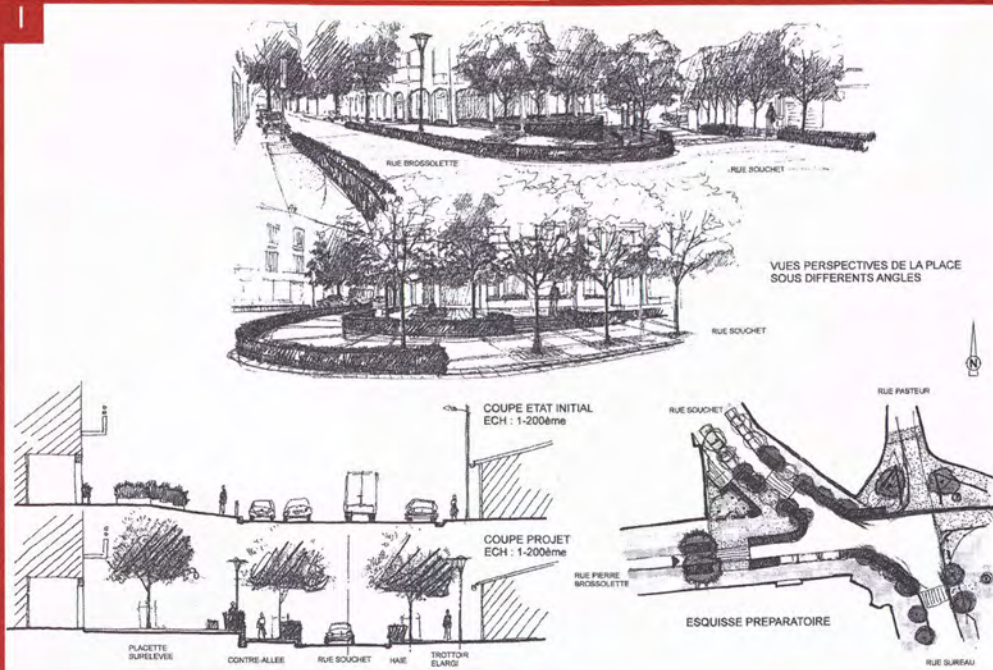 I
RUE BROSSOLETTE
RUE SOUCHET
VUES PERSPECTIVES DE LA PLACE
SOUS DIFFERENTS ANGLES
RUE SOUCHET
N
COUPE ETAT INITIAL
ECH : 1-200ème
RUE SOUCHET
RUE PASTEUR
COUPE PROJET
ECH : 1-200ème
RUE PIERRE
BROSSOLETTE
ESQUISSE PREPARATOIRE
PLACETTE
SURELEVEE
CONTRE-ALLEE
RUE SOUCHET
HAIE
TROTTOIR
ELARGI
RUE SUREAU